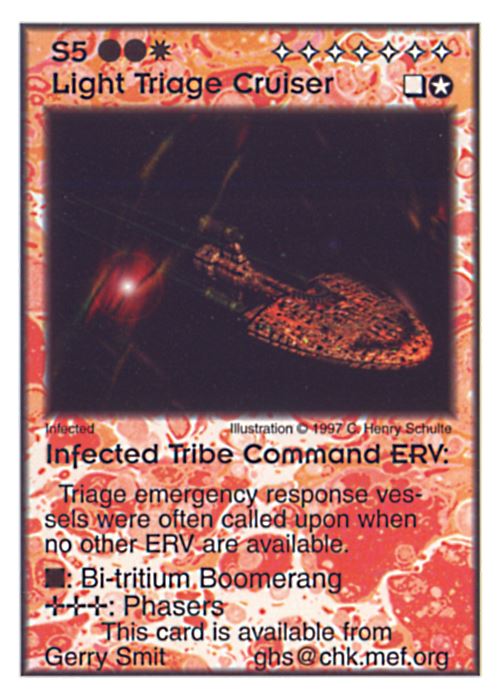 S5
Light Triage Cruiser
Infected Illustration © 1997 C. Henry Schulte
Infected Tribe Command ERV:
Triage emergency response ves-
sels were often called upon when
no other ERV are available.
■: Bi-tritium Boomerang
✛✛✛: Phasers
This card is available from
Gerry Smit ghs@chk.mef.org